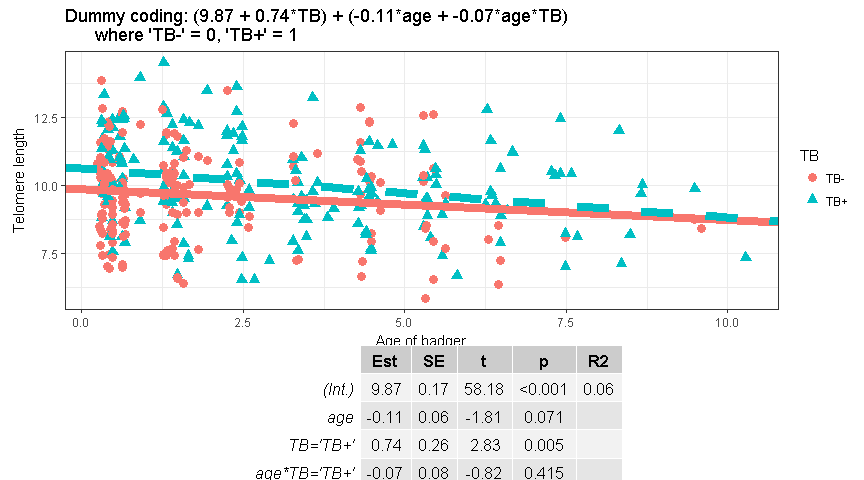 Dummy coding: (9.87 + 0.74*TB) + (-0.11*age + -0.07*age*TB)
where 'TB-' = 0, 'TB+' = 1
Telomere length
12.5
10.0
7.5
0.0 2.5 5.0 7.5 10.0
Age of badger
TB
TB-
TB+
Est SE t p R2
(Int.) 9.87 0.17 58.18 <0.001 0.06
age -0.11 0.06 -1.81 0.071
TB='TB+' 0.74 0.26 2.83 0.005
age*TB='TB+' -0.07 0.08 -0.82 0.415